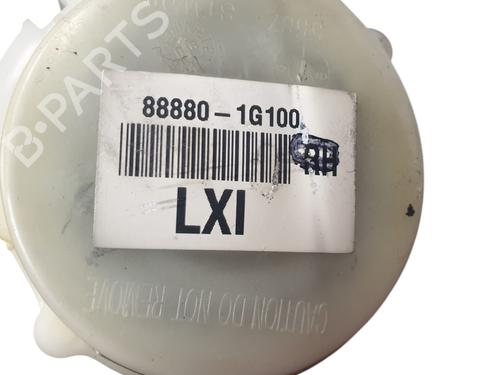 88880-1G100
RH
LXI
CAUTION DO NOT REMOVE
B-PARTS